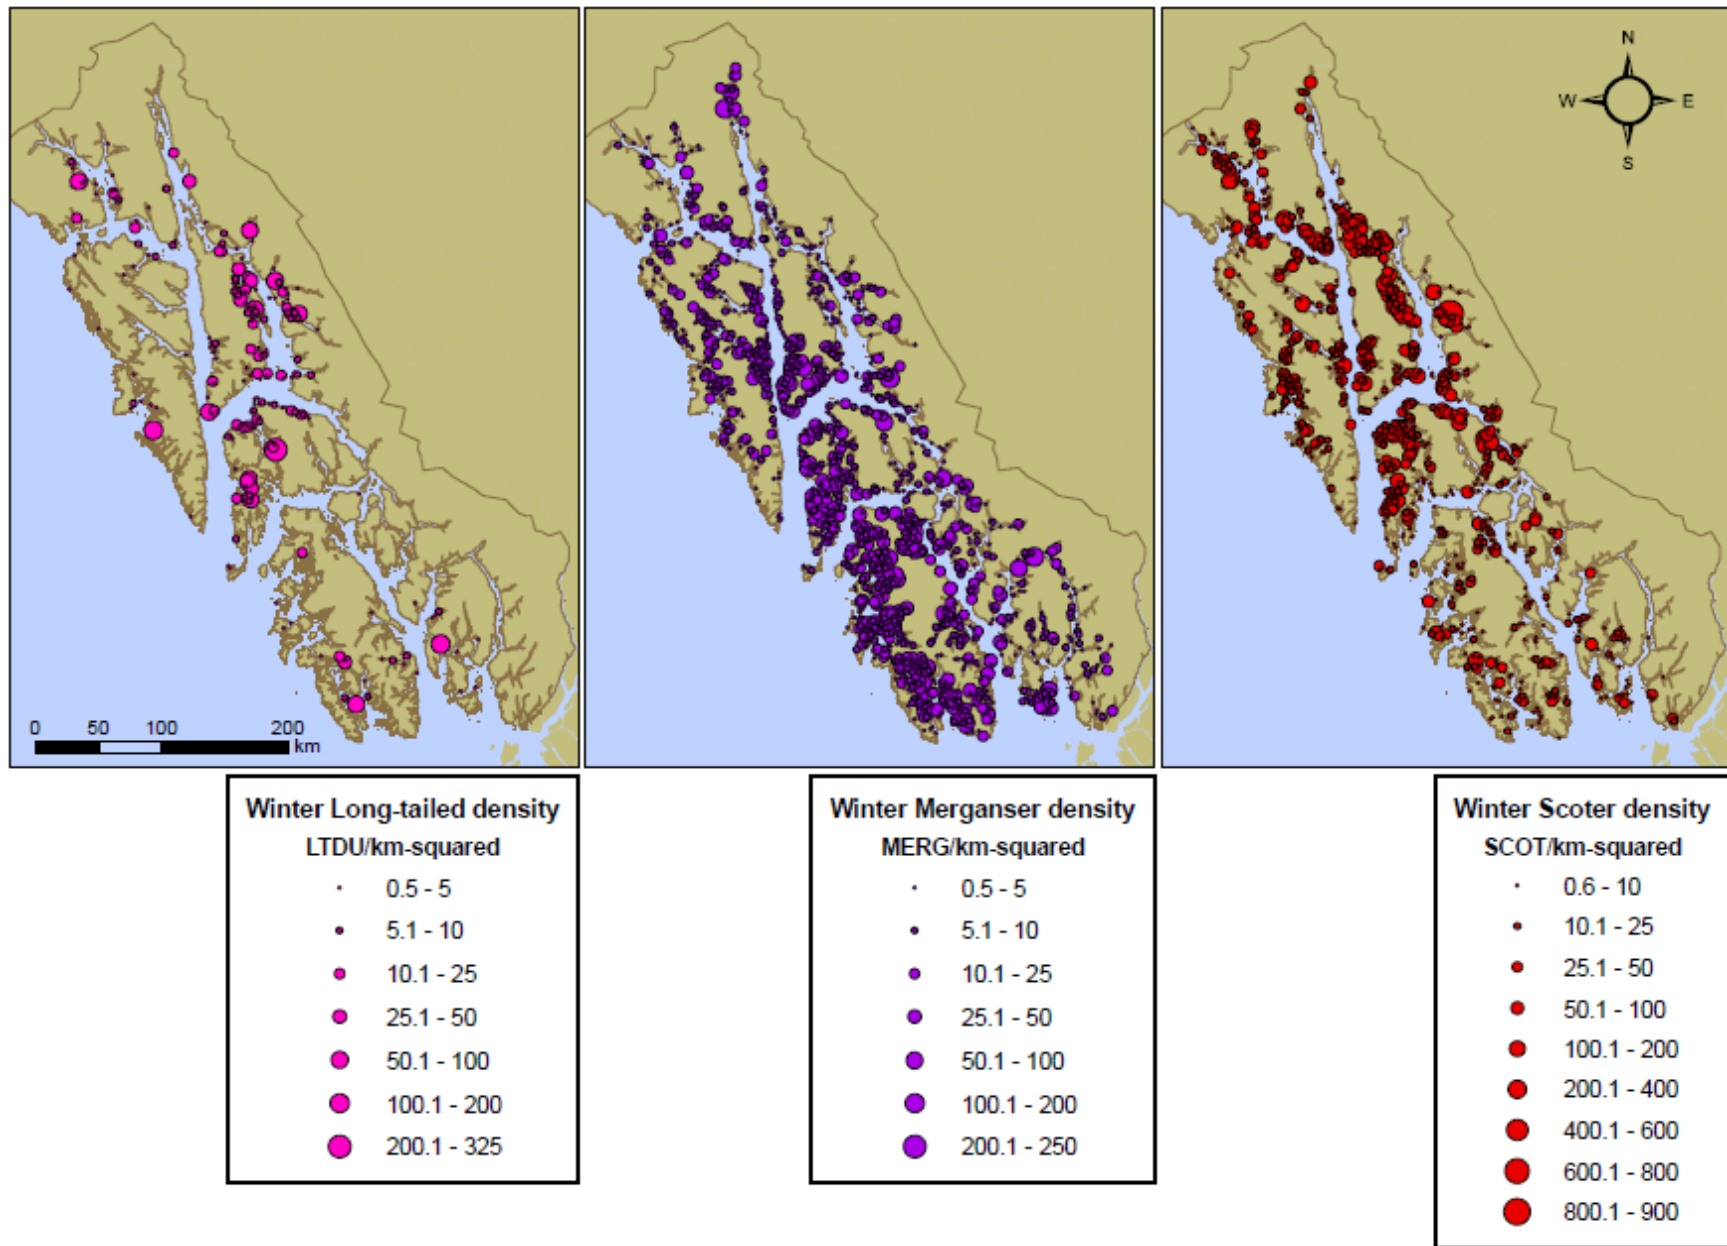 N
W E
S
0 50 100 200
km
Winter Long-tailed density
LTDU/km-squared
0.5 - 5
5.1 - 10
10.1 - 25
25.1 - 50
50.1 - 100
100.1 - 200
200.1 - 325
Winter Merganser density
MERG/km-squared
0.5 - 5
5.1 - 10
10.1 - 25
25.1 - 50
50.1 - 100
100.1 - 200
200.1 - 250
Winter Scoter density
SCOT/km-squared
0.6 - 10
10.1 - 25
25.1 - 50
50.1 - 100
100.1 - 200
200.1 - 400
400.1 - 600
600.1 - 800
800.1 - 900